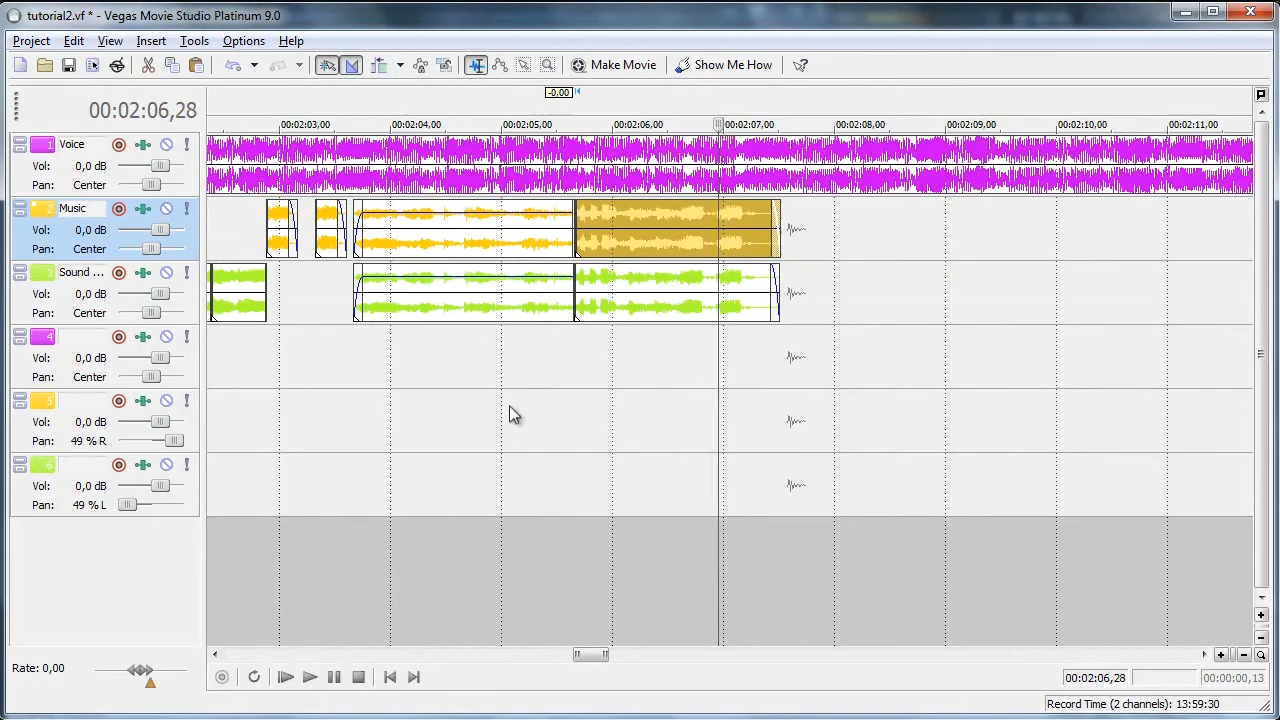 tutorial2.vf * - Vegas Movie Studio Platinum 9.0
Project Edit View Insert Tools Options Help
Make Movie Show Me How
-0,00
00:02:06,28
00:02:03,00 00:02:04,00 00:02:05,00 00:02:06,00 00:02:07,00 00:02:08,00 00:02:09,00 00:02:10,00 00:02:11,00
1 Voice
Vol: 0,0 dB
Pan: Center
2 Music
Vol: 0,0 dB
Pan: Center
3 Sound ...
Vol: 0,0 dB
Pan: Center
4
Vol: 0,0 dB
Pan: Center
5
Vol: 0,0 dB
Pan: 49 % R
6
Vol: 0,0 dB
Pan: 49 % L
Rate: 0,00
00:02:06,28 00:00:00,13
Record Time (2 channels): 13:59:30